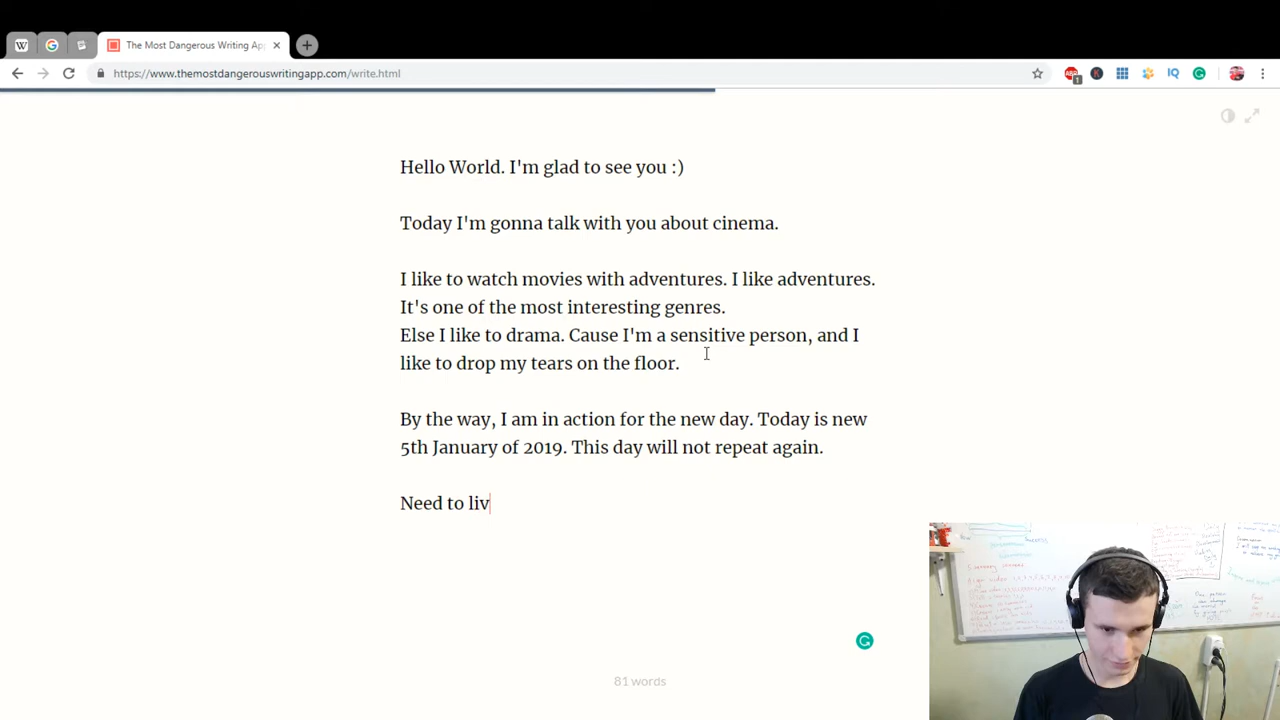 The Most Dangerous Writing Ap
https://www.themostdangerouswritingapp.com/write.html
Hello World. I'm glad to see you :)
Today I'm gonna talk with you about cinema.
I like to watch movies with adventures. I like adventures.
It's one of the most interesting genres.
Else I like to drama. Cause I'm a sensitive person, and I
like to drop my tears on the floor.
By the way, I am in action for the new day. Today is new
5th January of 2019. This day will not repeat again.
Need to liv
81 words